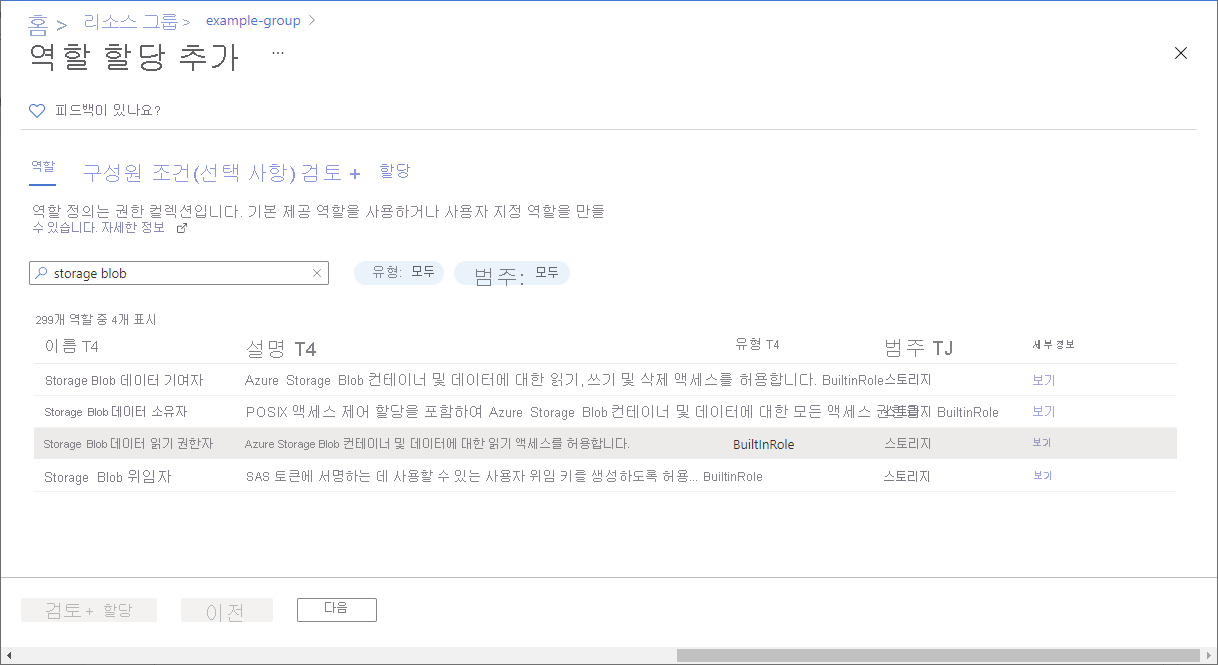 홈 > 리소스 그룹 > example-group >
역할 할당 추가 ...
피드백이 있나요?
역할 구성원 조건(선택 사항) 검토 + 할당
역할 정의는 권한 컬렉션입니다. 기본 제공 역할을 사용하거나 사용자 지정 역할을 만들
수 있습니다. 자세한 정보
storage blob
유형: 모두 범주: 모두
299개 역할 중 4개 표시
이름 T4 설명 T4 유형 T4 범주 TJ 세부 정보
Storage Blob 데이터 기여자 Azure Storage Blob 컨테이너 및 데이터에 대한 읽기, 쓰기 및 삭제 액세스를 허용합니다. BuiltinRole 스토리지 보기
Storage Blob 데이터 소유자 POSIX 액세스 제어 할당을 포함하여 Azure Storage Blob 컨테이너 및 데이터에 대한 모든 액세스 스토리지 BuiltinRole 보기
Storage Blob 데이터 읽기 권한자 Azure Storage Blob 컨테이너 및 데이터에 대한 읽기 액세스를 허용합니다. BuiltInRole 스토리지 보기
Storage Blob 위임자 SAS 토큰에 서명하는 데 사용할 수 있는 사용자 위임 키를 생성하도록 허용... BuiltinRole 스토리지 보기
검토 + 할당 이전 다음